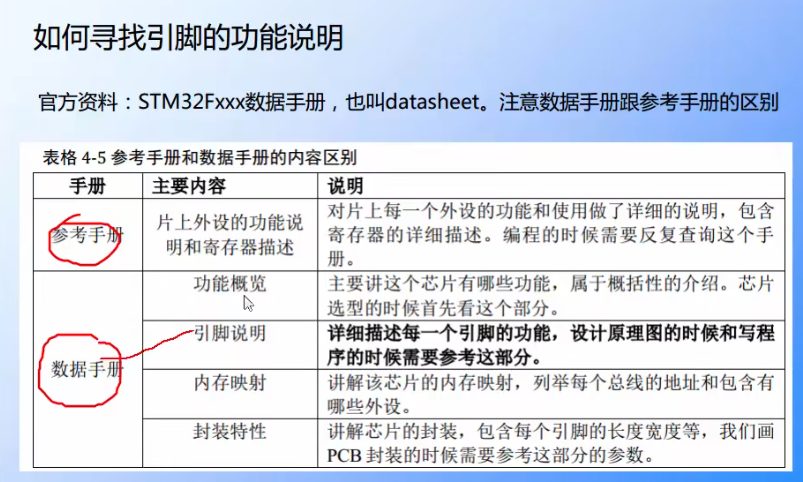 如何寻找引脚的功能说明
官方资料：STM32Fxxx数据手册，也叫datasheet。注意数据手册跟参考手册的区别
表格 4-5 参考手册和数据手册的内容区别
手册 主要内容 说明
参考手册 片上外设的功能说明和寄存器描述 对片上每一个外设的功能和使用做了详细的说明，包含
寄存器的详细描述。编程的时候需要反复查询这个手
册。
数据手册 功能概览 主要讲这个芯片有哪些功能，属于概括性的介绍。芯片
选型的时候首先看这个部分。
引脚说明 详细描述每一个引脚的功能，设计原理图的时候和写程
序的时候需要参考这部分。
内存映射 讲解该芯片的内存映射，列举每个总线的地址和包含有
哪些外设。
封装特性 讲解芯片的封装，包含每个引脚的长度宽度等，我们画
PCB 封装的时候需要参考这部分的参数。